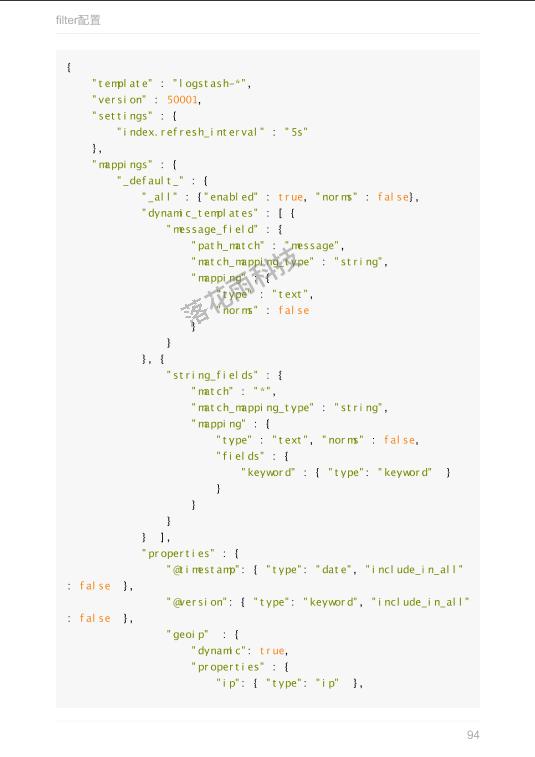 filter配置
{
    "template" : "logstash-*",
    "version" : 50001,
    "settings" : {
        "index.refresh_interval" : "5s"
    },
    "mappings" : {
        "_default_" : {
            "_all" : {"enabled" : true, "norms" : false},
            "dynamic_templates" : [ {
                "message_field" : {
                    "path_match" : "message",
                    "match_mapping_type" : "string",
                    "mapping" : {
                        "type" : "text",
                        "norms" : false
                    }
                }
            }, {
                "string_fields" : {
                    "match" : "*",
                    "match_mapping_type" : "string",
                    "mapping" : {
                        "type" : "text", "norms" : false,
                        "fields" : {
                            "keyword" : { "type": "keyword"  }
                        }
                    }
                }
            }  ],
            "properties" : {
                "@timestamp": { "type": "date", "include_in_all"
: false  },
                "@version": { "type": "keyword", "include_in_all"
: false  },
                "geoip"  : {
                    "dynamic": true,
                    "properties" : {
                        "ip": { "type": "ip"  },
落花雨科技
94